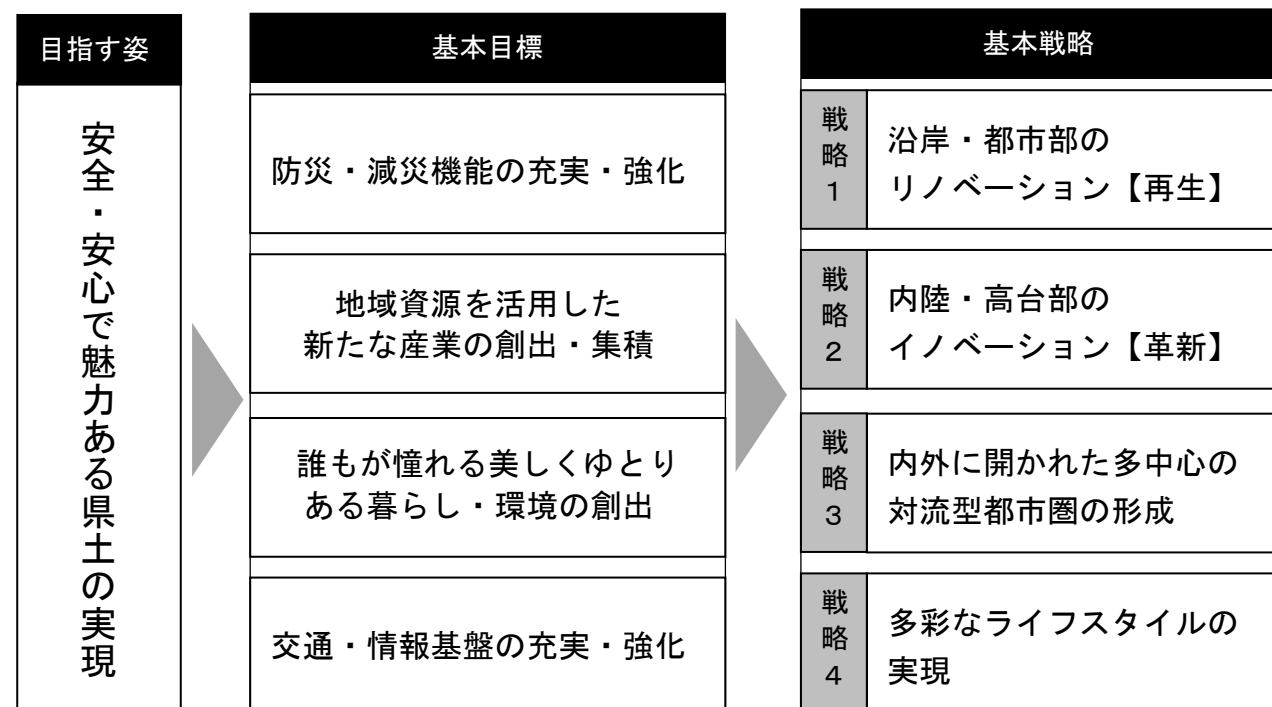 目指す姿
安全・安心で魅力ある県土の実現
基本目標
防災・減災機能の充実・強化
地域資源を活用した
新たな産業の創出・集積
誰もが憧れる美しくゆとり
ある暮らし・環境の創出
交通・情報基盤の充実・強化
基本戦略
戦略1
沿岸・都市部の
リノベーション【再生】
戦略2
内陸・高台部の
イノベーション【革新】
戦略3
内外に開かれた多中心の
対流型都市圏の形成
戦略4
多彩なライフスタイルの
実現